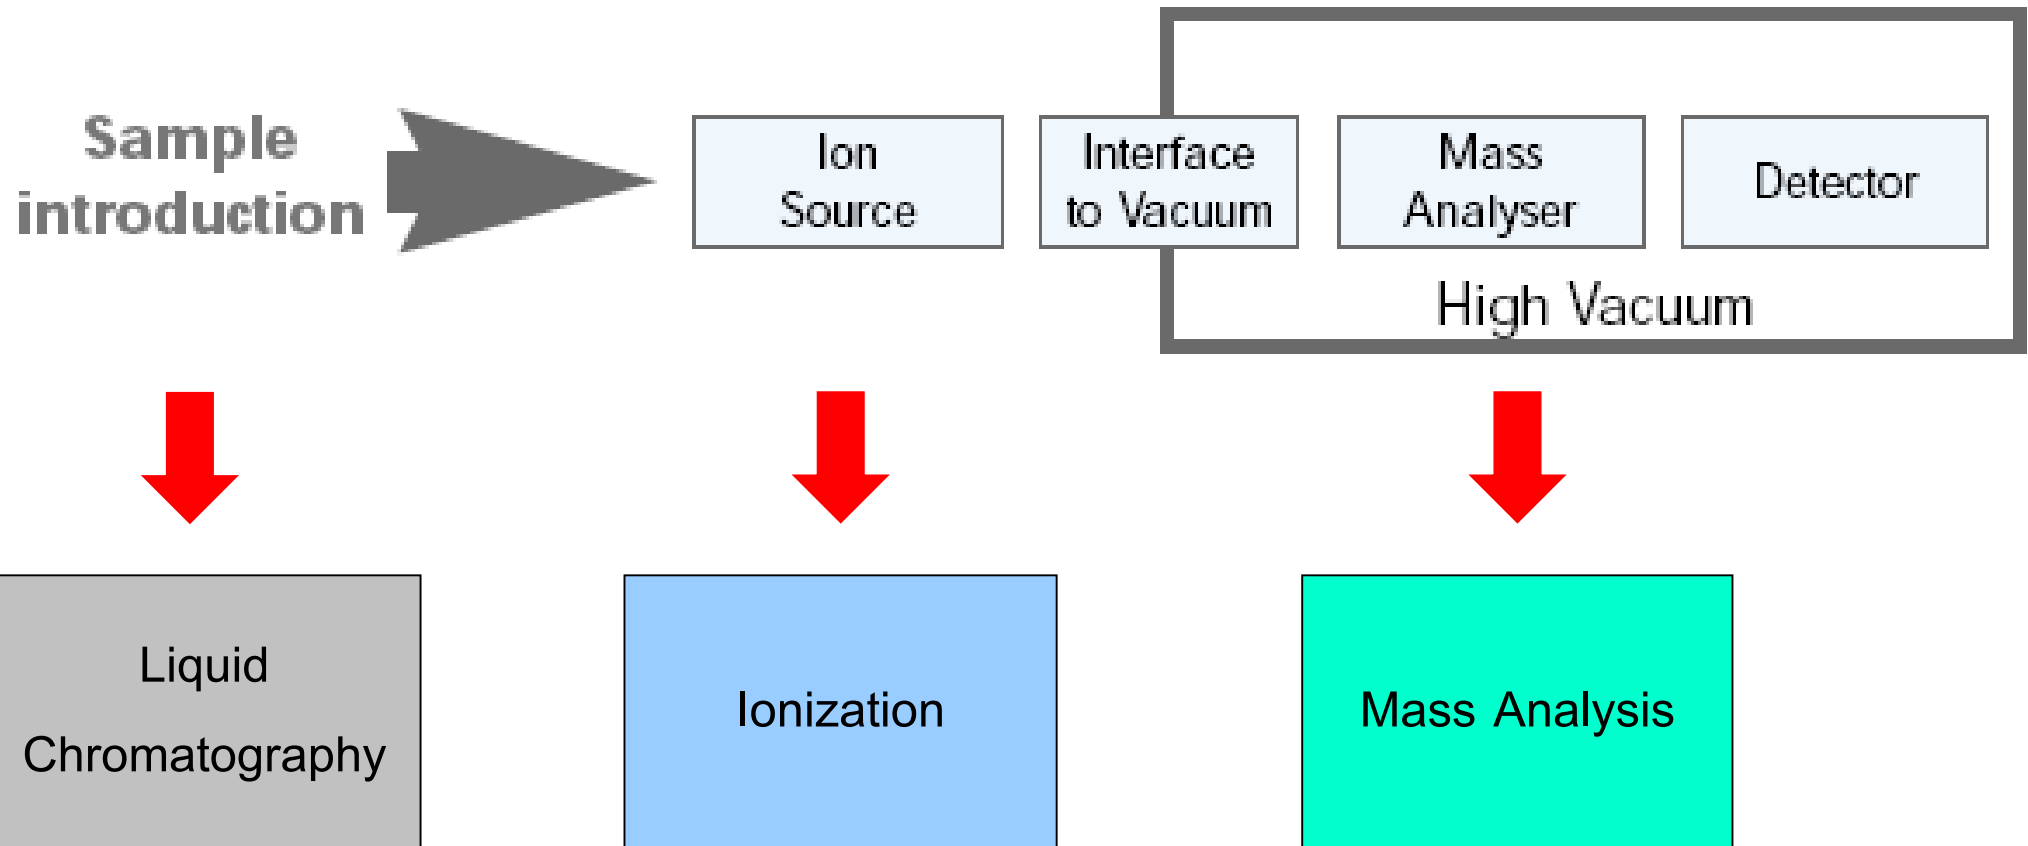 Sample
introduction
Ion
Source
Interface
to Vacuum
Mass
Analyser
Detector
High Vacuum
Liquid
Chromatography
Ionization
Mass Analysis